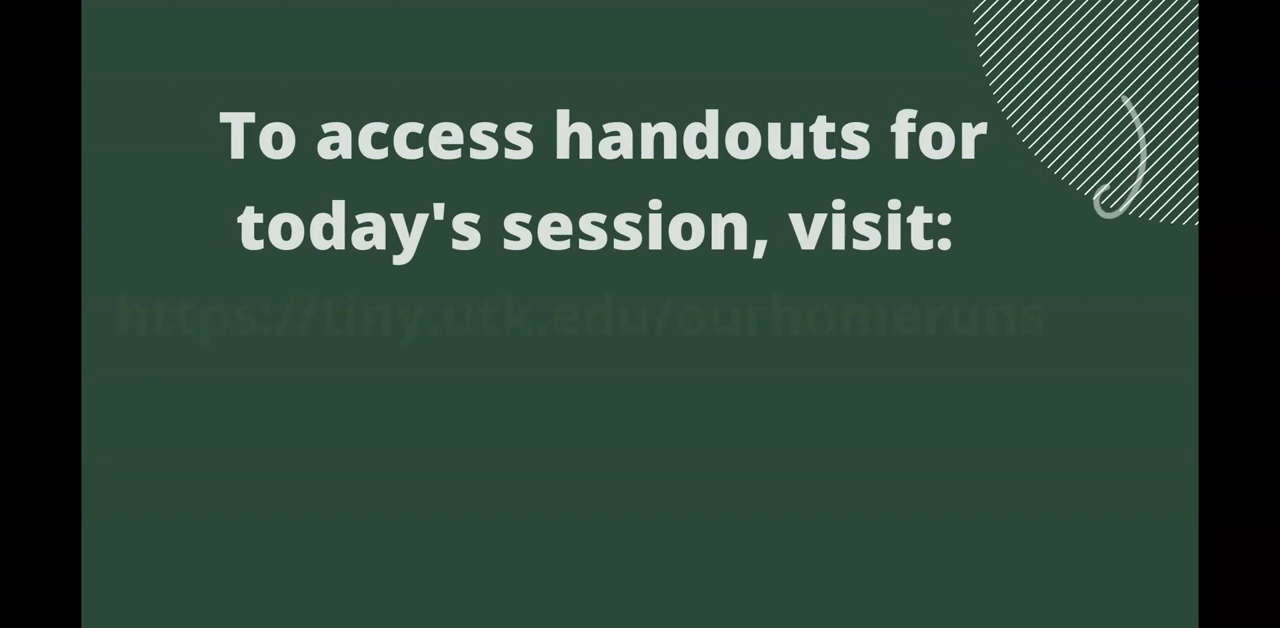 To access handouts for
today's session, visit:
https://tiny.utk.edu/ourhomeruns